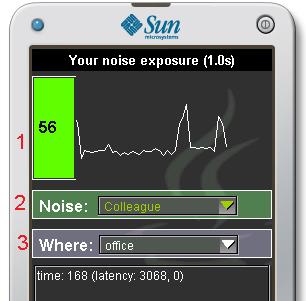 Sun
microsystems
Your noise exposure (1.0s)
1
56
2
Noise: Colleague
3
Where: office
time: 168 (latency: 3068, 0)